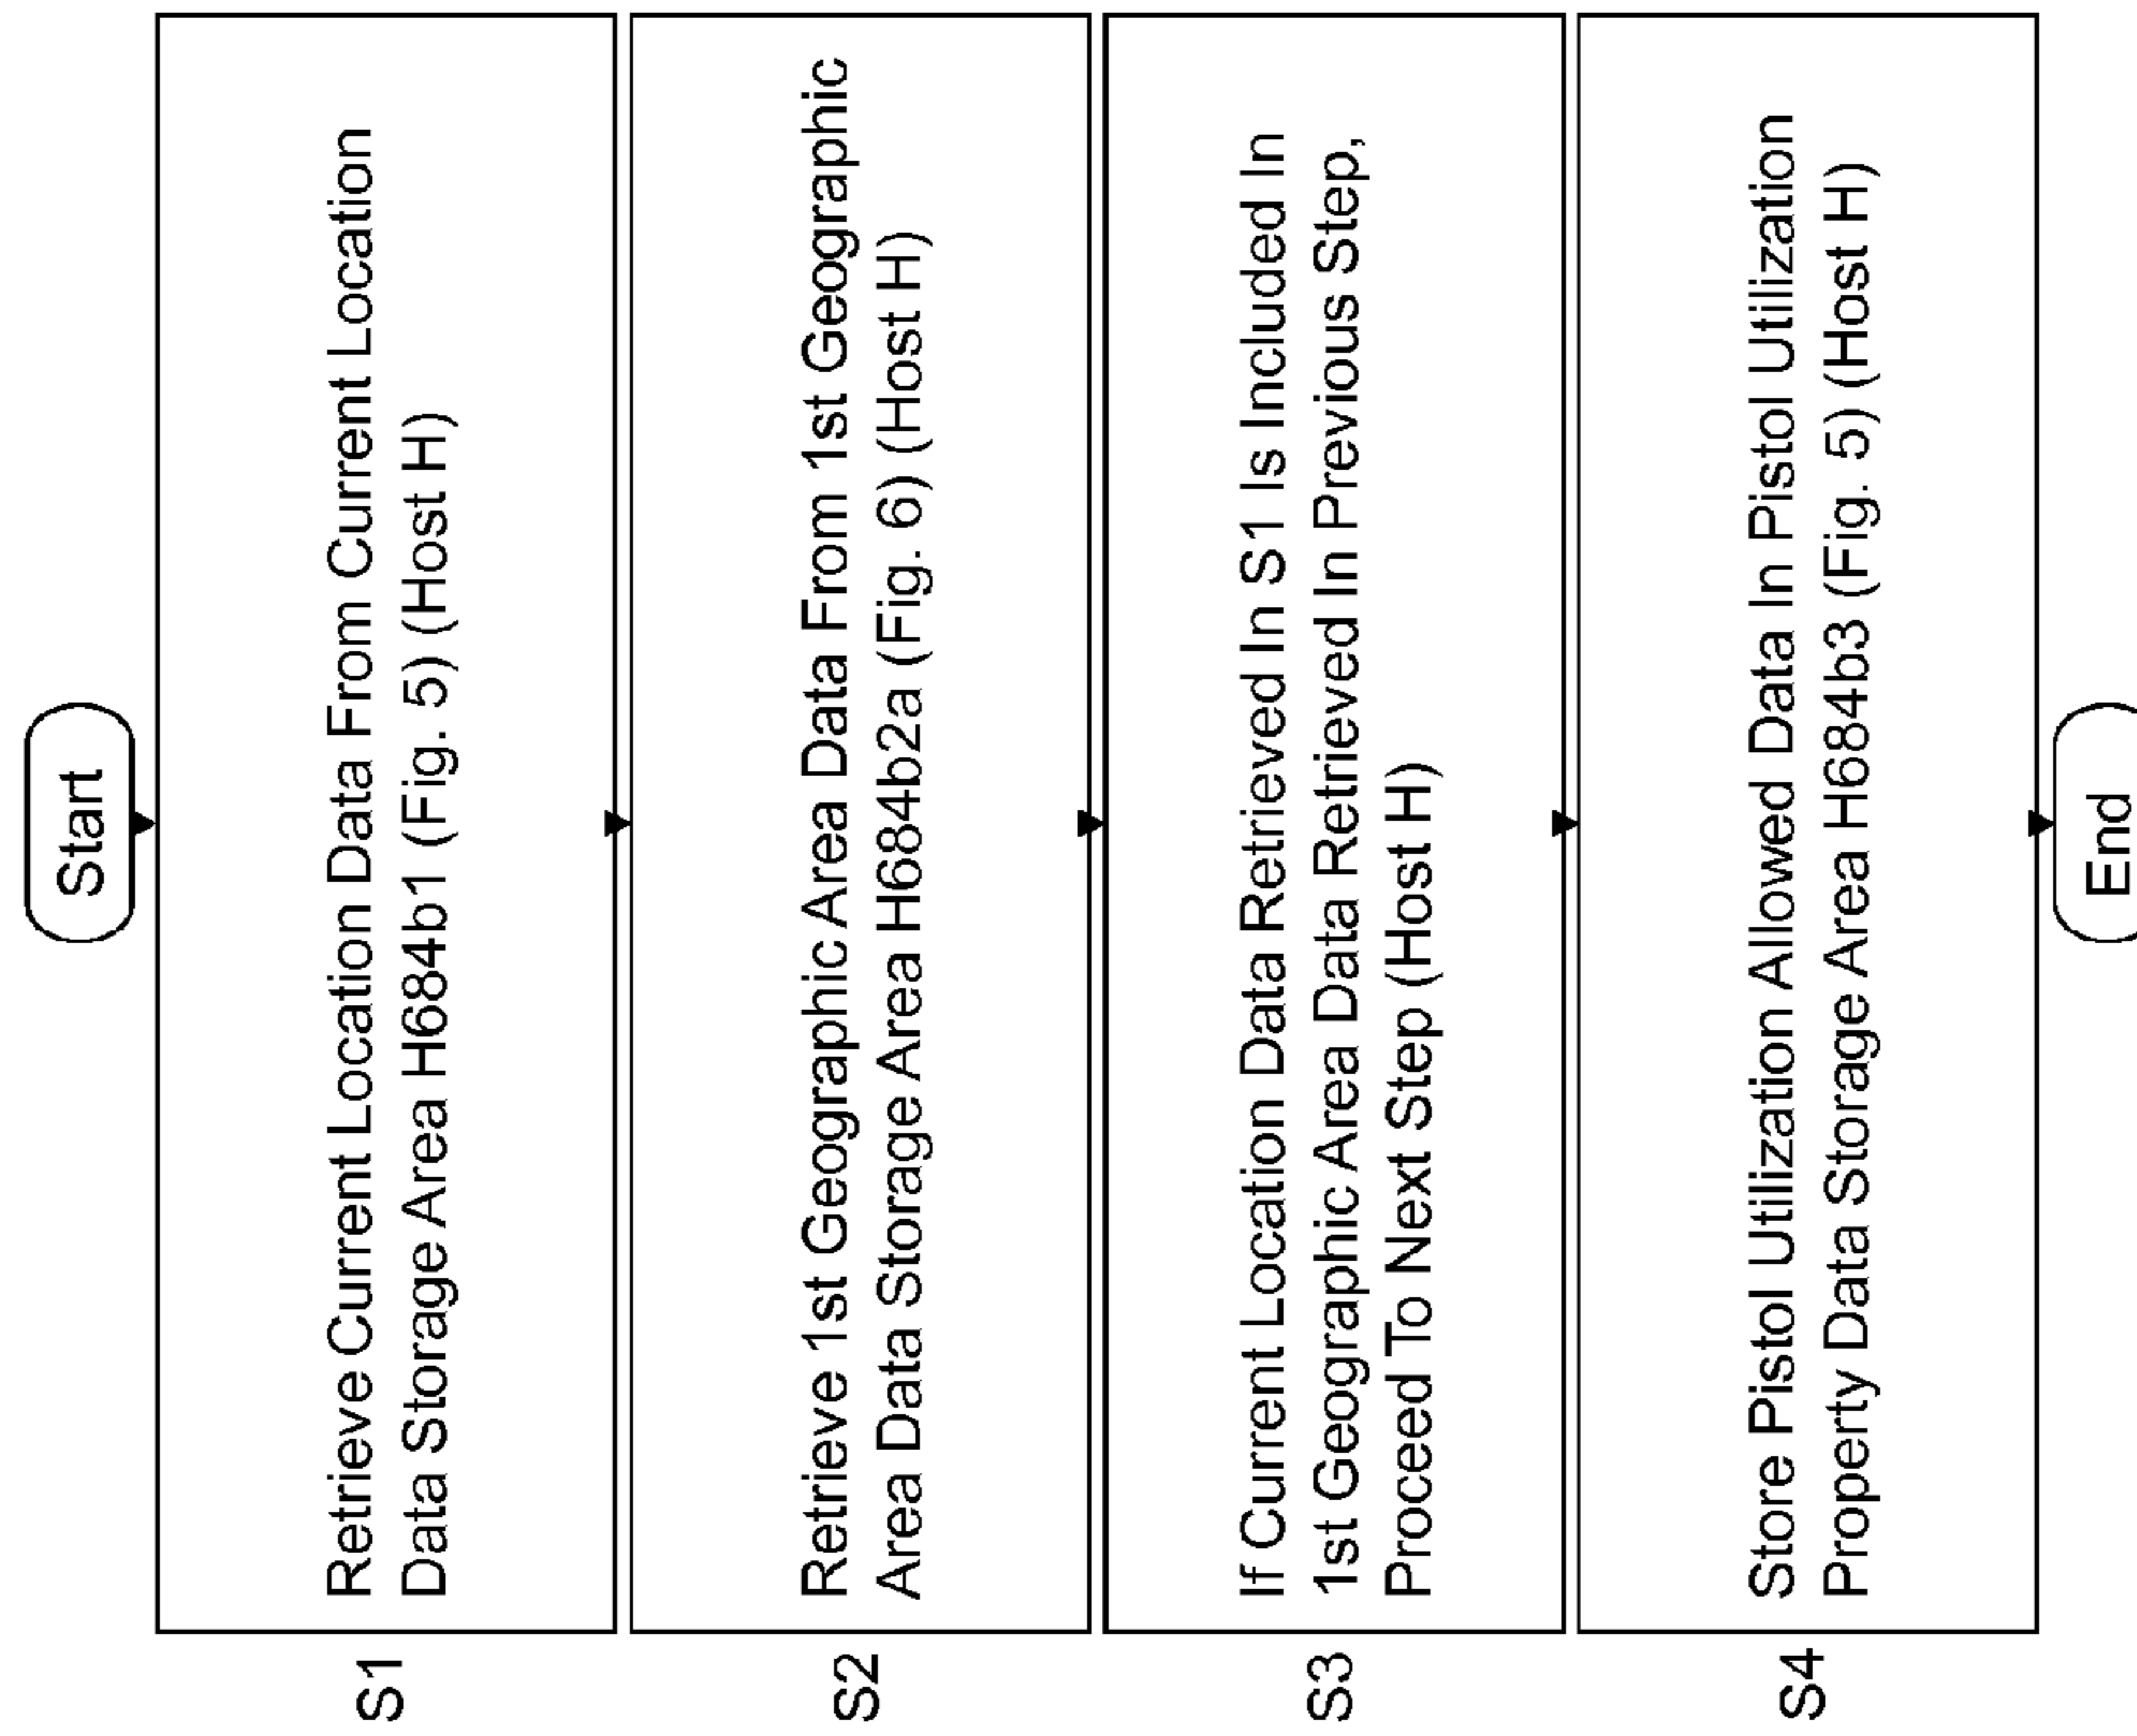 Start
S1
Retrieve Current Location Data From Current Location
Data Storage Area H684b1 (Fig. 5) (Host H)
S2
Retrieve 1st Geographic Area Data From 1st Geographic
Area Data Storage Area H684b2a (Fig. 6) (Host H)
S3
If Current Location Data Retrieved In S1 Is Included In
1st Geographic Area Data Retrieved In Previous Step,
Proceed To Next Step (Host H)
S4
Store Pistol Utilization Allowed Data In Pistol Utilization
Property Data Storage Area H684b3 (Fig. 5) (Host H)
End